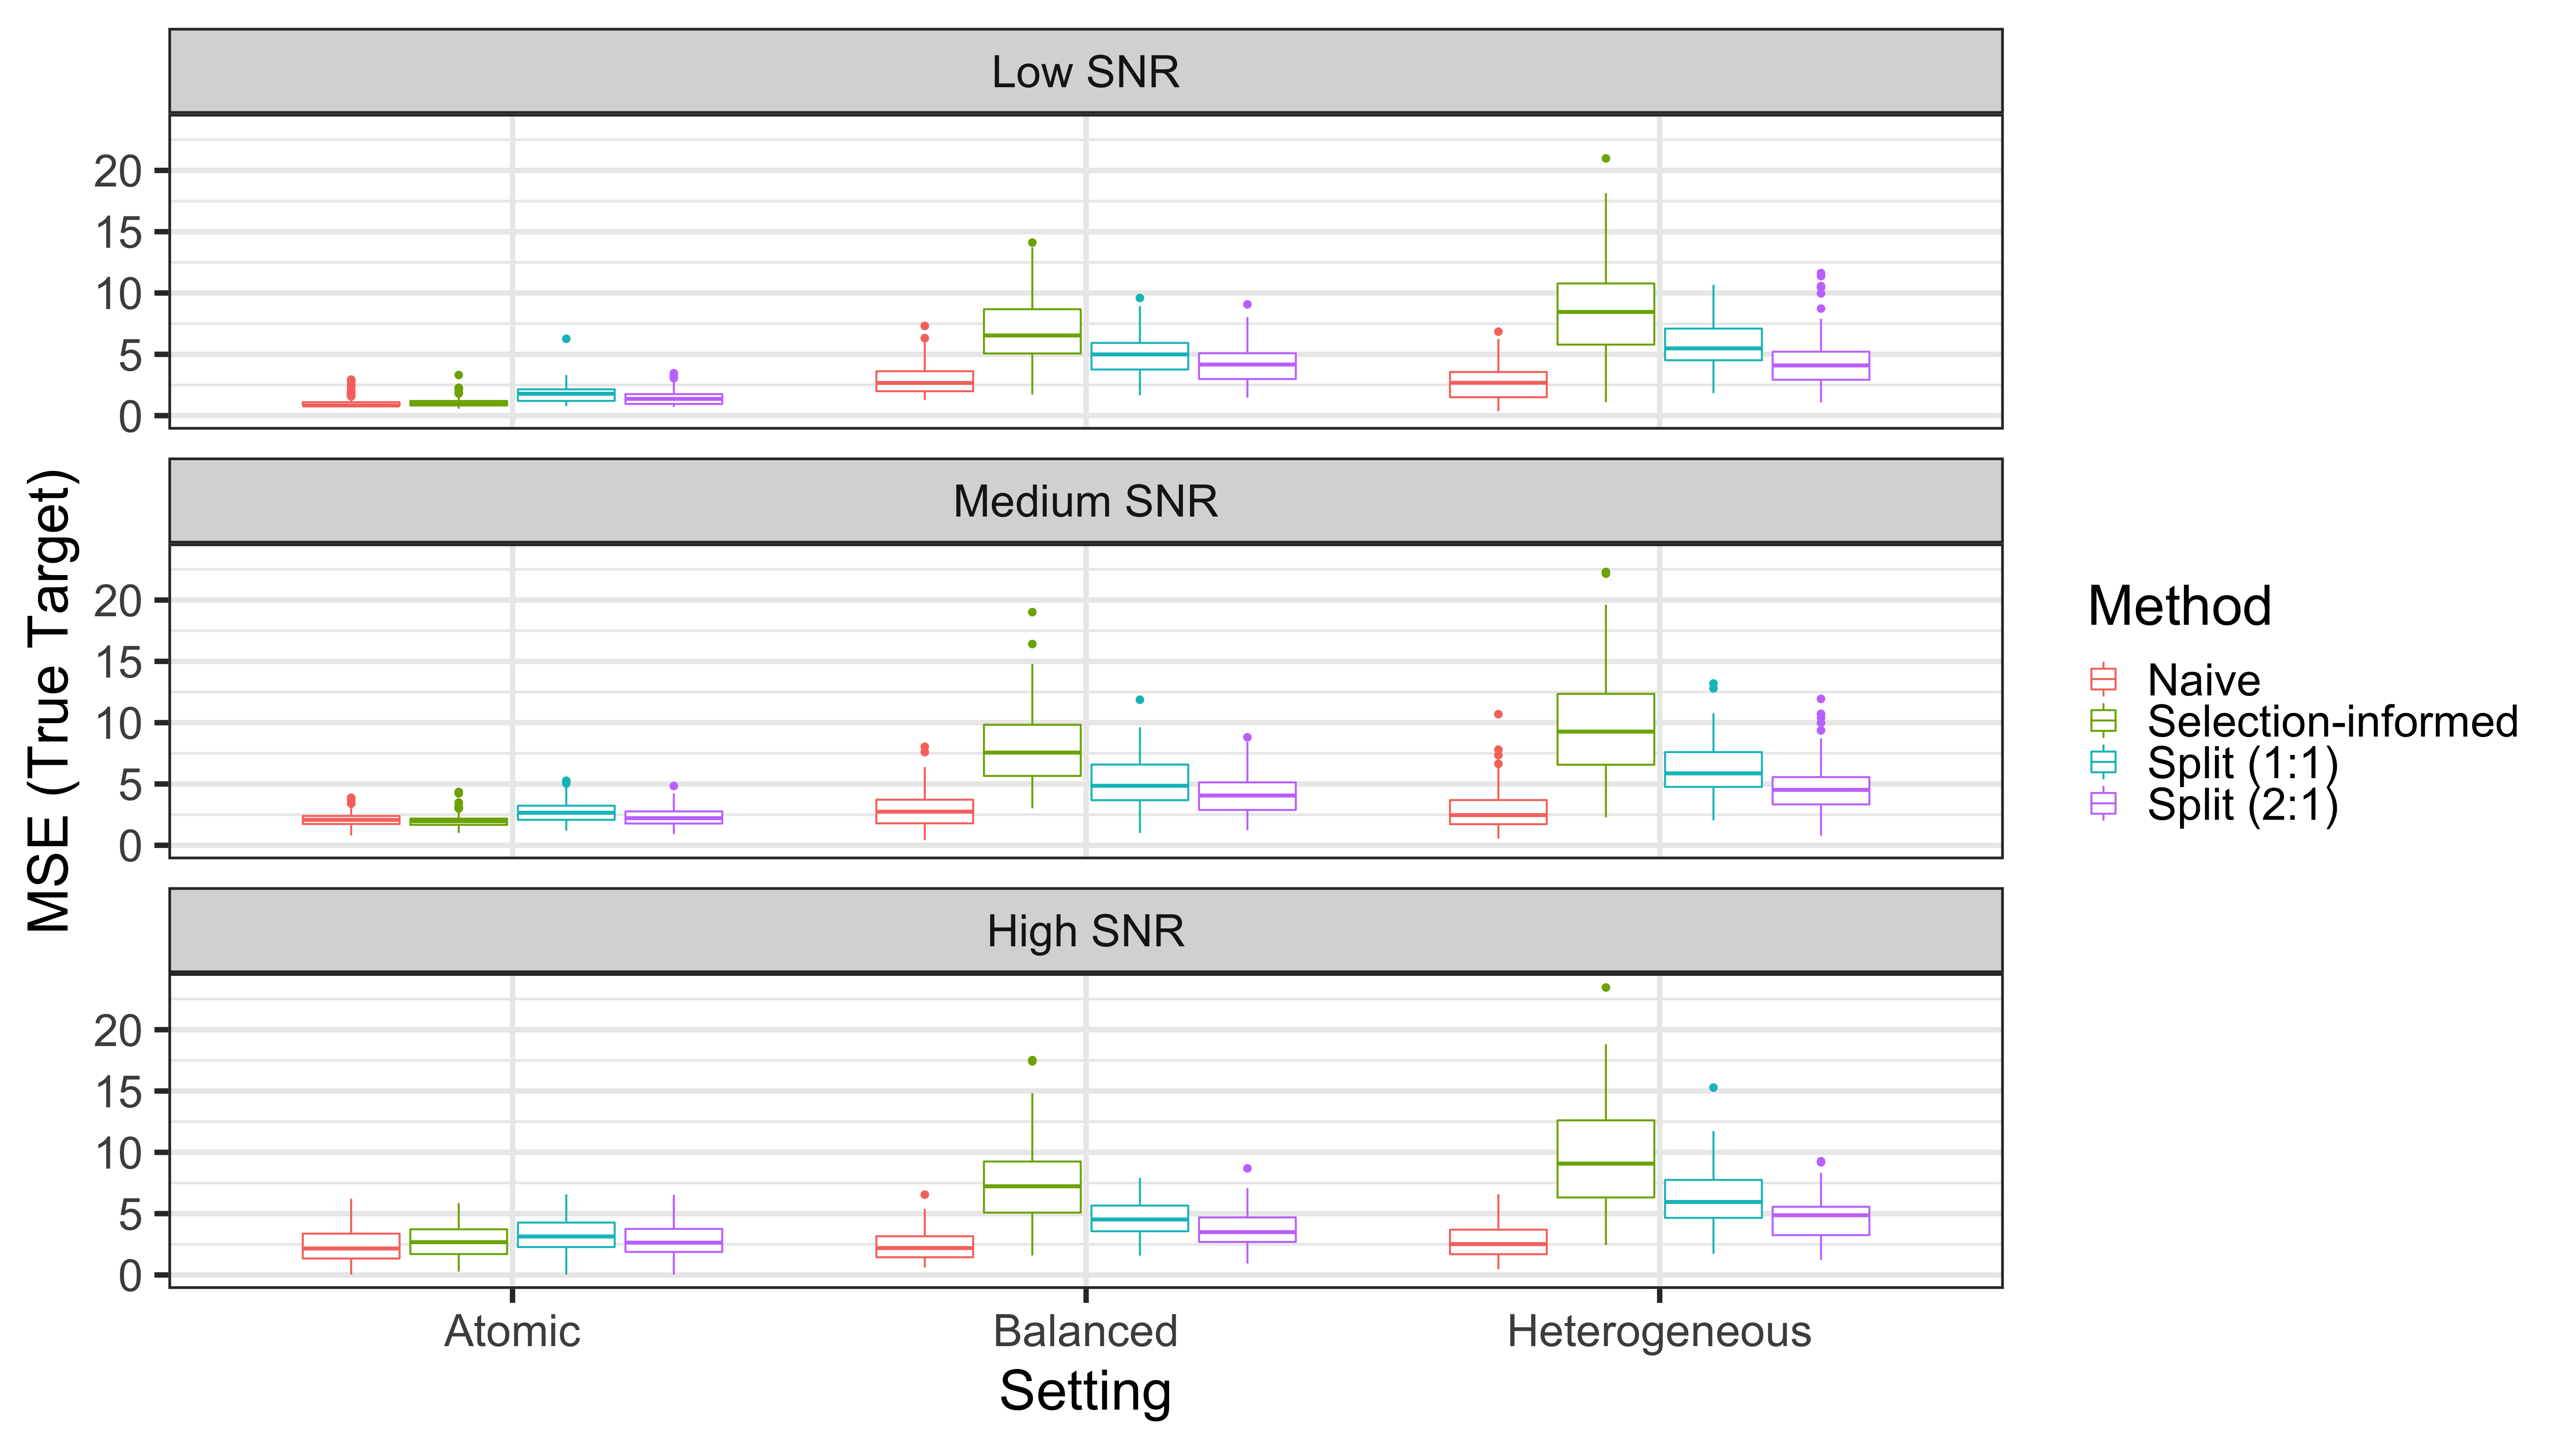 Low SNR
20
15
10
5
0
Medium SNR
20
15
10
5
0
High SNR
20
15
10
5
0
MSE (True Target)
Atomic
Balanced
Heterogeneous
Setting
Method
Naive
Selection-informed
Split (1:1)
Split (2:1)